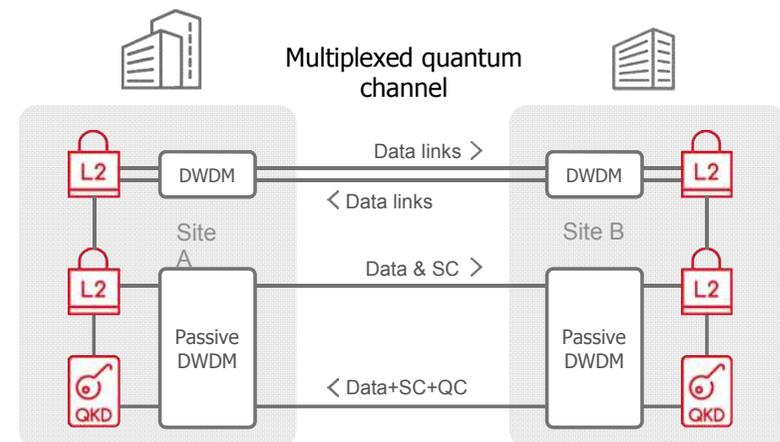 Multiplexed quantum
channel
L2
DWDM
Data links >
DWDM
L2
< Data links
Site
A
Site B
L2
Data & SC >
L2
Passive
DWDM
Passive
DWDM
< Data+SC+QC
QKD
QKD